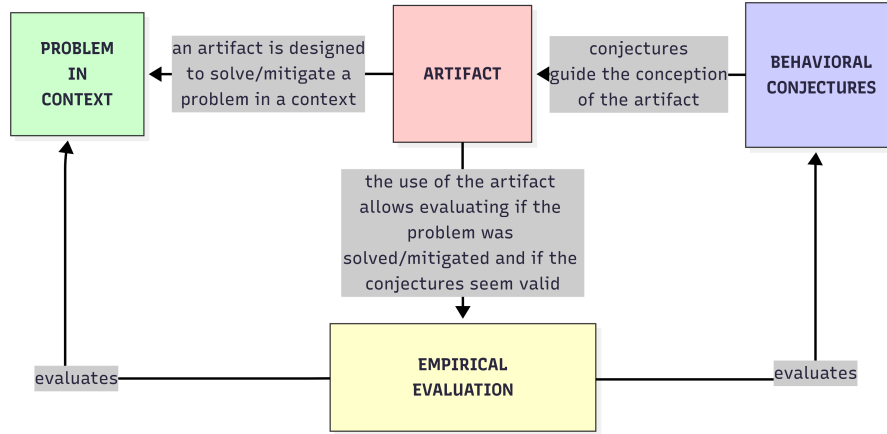 PROBLEM
IN
CONTEXT
an artifact is designed
to solve/mitigate a
problem in a context
ARTIFACT
conjectures
guide the conception
of the artifact
BEHAVIORAL
CONJECTURES
the use of the artifact
allows evaluating if the
problem was
solved/mitigated and if the
conjectures seem valid
EMPIRICAL
EVALUATION
evaluates
evaluates